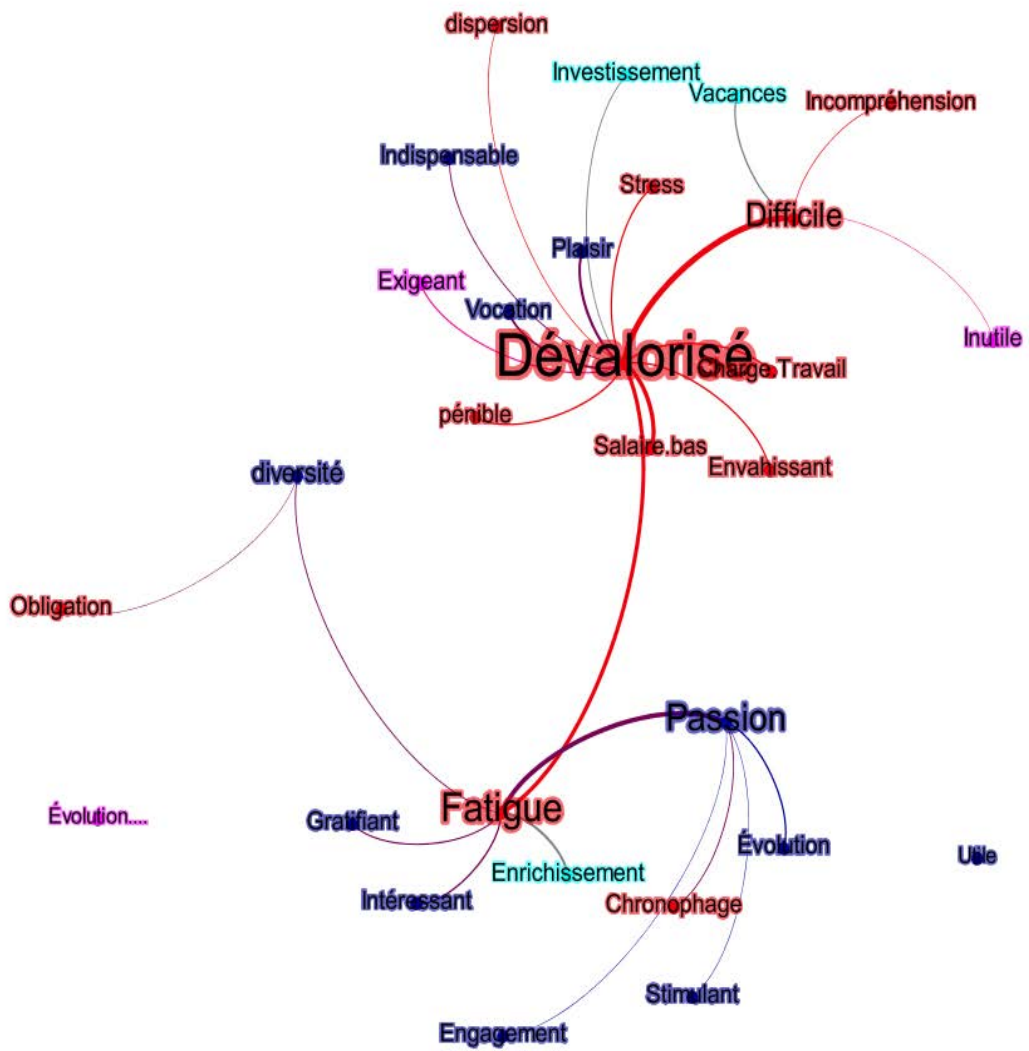 dispersion
Investissement
Vacances
Incompréhension
Indispensable
Stress
Difficile
Plaisir
Exigeant
Vocation
Inutile
Dévalorisé
Charge.Travail
pénible
Salaire.bas
Envahissant
diversité
Obligation
Passion
Fatigue
Évolution....
Gratifiant
Évolution
Utile
Enrichissement
Intéressant
Chronophage
Stimulant
Engagement